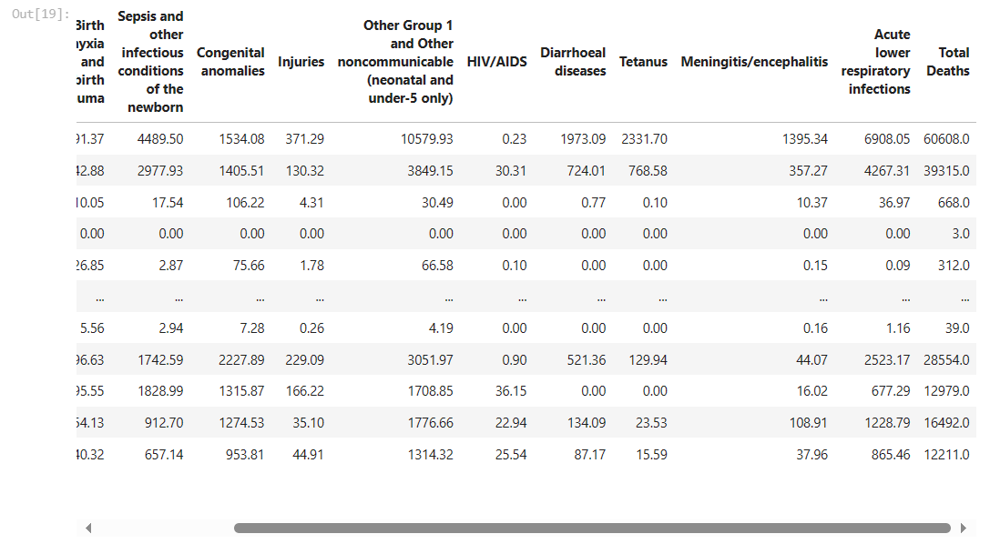 Out[19]:
Birth
and
birth
Sepsis and
other
infectious
conditions
of the
newborn
Congenital
anomalies
Injuries
Other Group 1
and Other
noncommunicable
(neonatal and
under-5 only)
HIV/AIDS
Diarrhoeal
diseases
Tetanus
Meningitis/encephalitis
Acute
lower
respiratory
infections
Total
Deaths
91.37 4489.50 1534.08 371.29 10579.93 0.23 1973.09 2331.70 1395.34 6908.05 60608.0
42.88 2977.93 1405.51 130.32 3849.15 30.31 724.01 768.58 357.27 4267.31 39315.0
10.05 17.54 106.22 4.31 30.49 0.00 0.77 0.10 10.37 36.97 668.0
0.00 0.00 0.00 0.00 0.00 0.00 0.00 0.00 0.00 0.00 3.0
26.85 2.87 75.66 1.78 66.58 0.10 0.00 0.00 0.15 0.09 312.0
... ... ... ... ... ... ... ... ... ... ...
5.56 2.94 7.28 0.26 4.19 0.00 0.00 0.00 0.16 1.16 39.0
96.63 1742.59 2227.89 229.09 3051.97 0.90 521.36 129.94 44.07 2523.17 28554.0
95.55 1828.99 1315.87 166.22 1708.85 36.15 0.00 0.00 16.02 677.29 12979.0
54.13 912.70 1274.53 35.10 1776.66 22.94 134.09 23.53 108.91 1228.79 16492.0
40.32 657.14 953.81 44.91 1314.32 25.54 87.17 15.59 37.96 865.46 12211.0